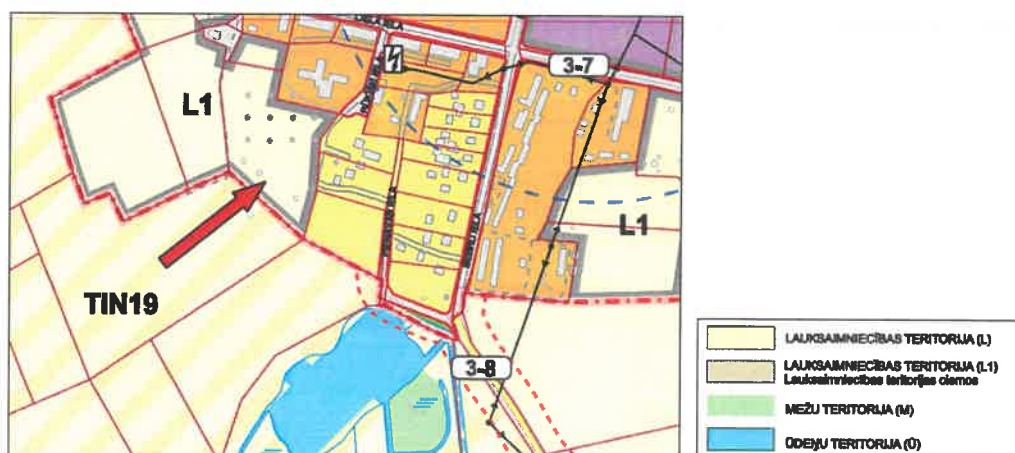 3-7
L1
L1
TIN19
3-8
LAUKSAIMNIECĪBAS TERITORIJA (L)
LAUKSAIMNIECĪBAS TERITORIJA (L1)
Lauksaimniecības teritorijas ciemos
MEŽU TERITORIJA (M)
ŪDEŅU TERITORIJA (Ū)